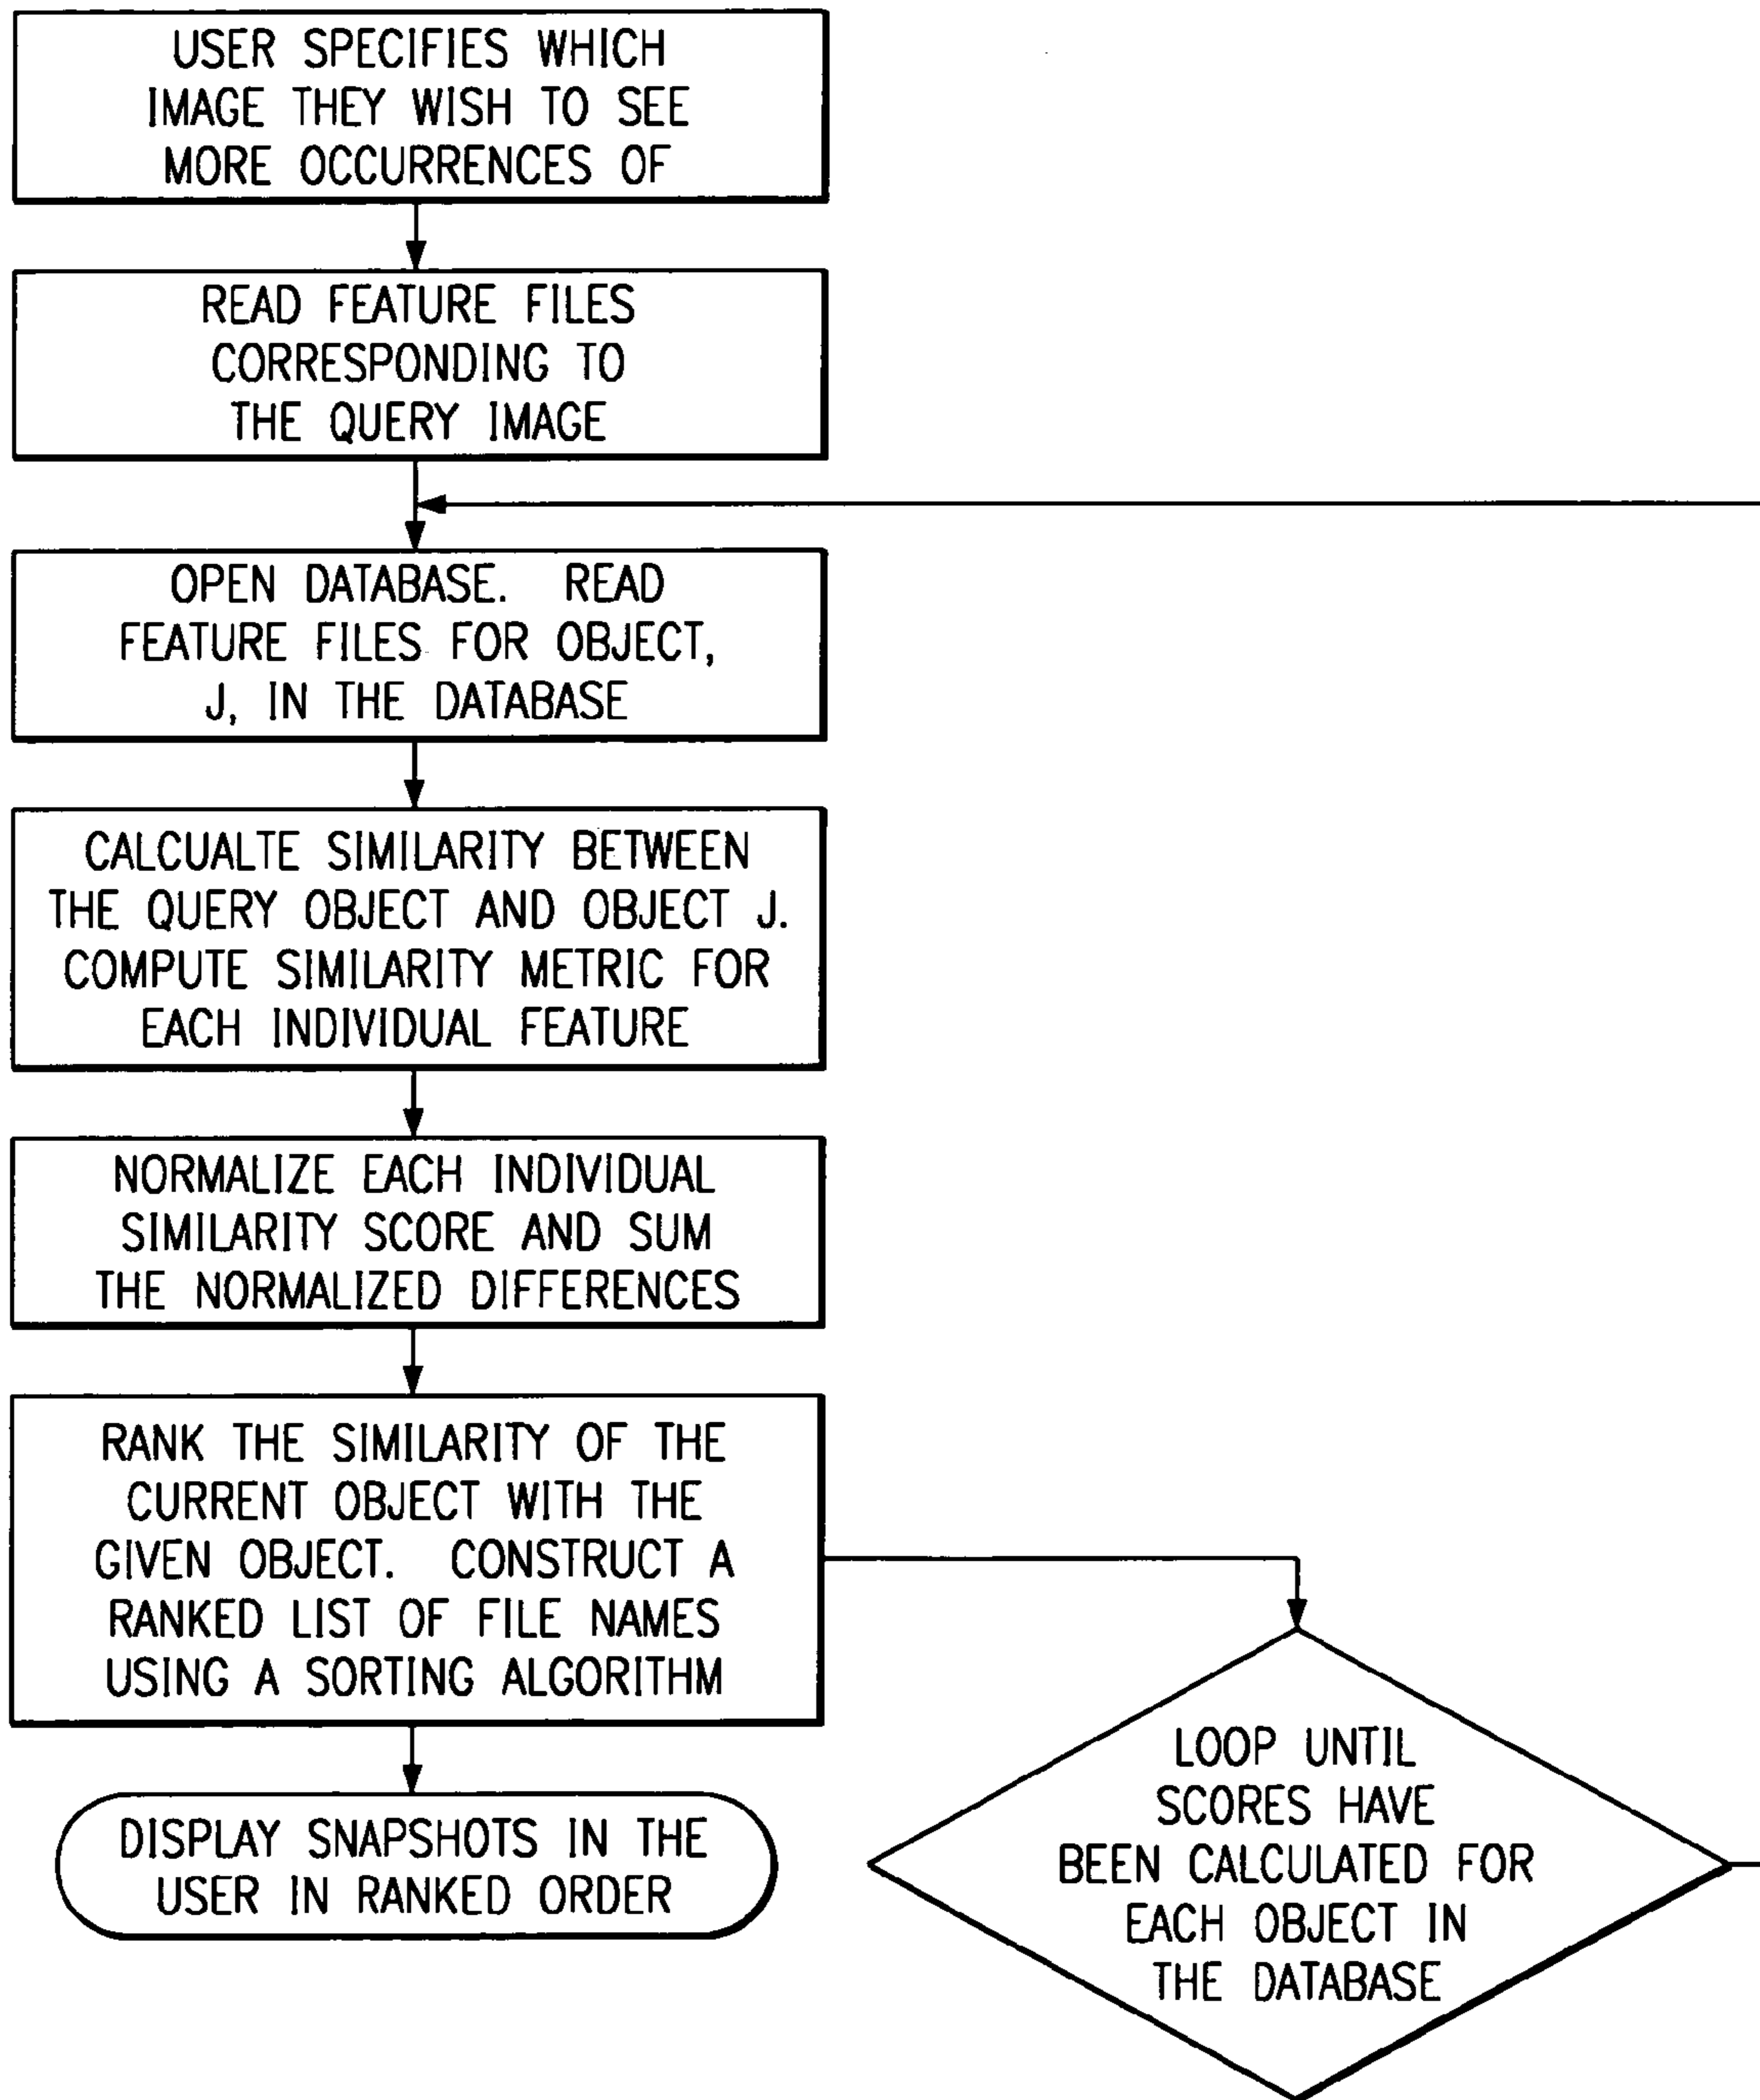 USER SPECIFIES WHICH
IMAGE THEY WISH TO SEE
MORE OCCURRENCES OF
READ FEATURE FILES
CORRESPONDING TO
THE QUERY IMAGE
OPEN DATABASE. READ
FEATURE FILES FOR OBJECT,
J, IN THE DATABASE
CALCUALTE SIMILARITY BETWEEN
THE QUERY OBJECT AND OBJECT J.
COMPUTE SIMILARITY METRIC FOR
EACH INDIVIDUAL FEATURE
NORMALIZE EACH INDIVIDUAL
SIMILARITY SCORE AND SUM
THE NORMALIZED DIFFERENCES
RANK THE SIMILARITY OF THE
CURRENT OBJECT WITH THE
GIVEN OBJECT. CONSTRUCT A
RANKED LIST OF FILE NAMES
USING A SORTING ALGORITHM
DISPLAY SNAPSHOTS IN THE
USER IN RANKED ORDER
LOOP UNTIL
SCORES HAVE
BEEN CALCULATED FOR
EACH OBJECT IN
THE DATABASE